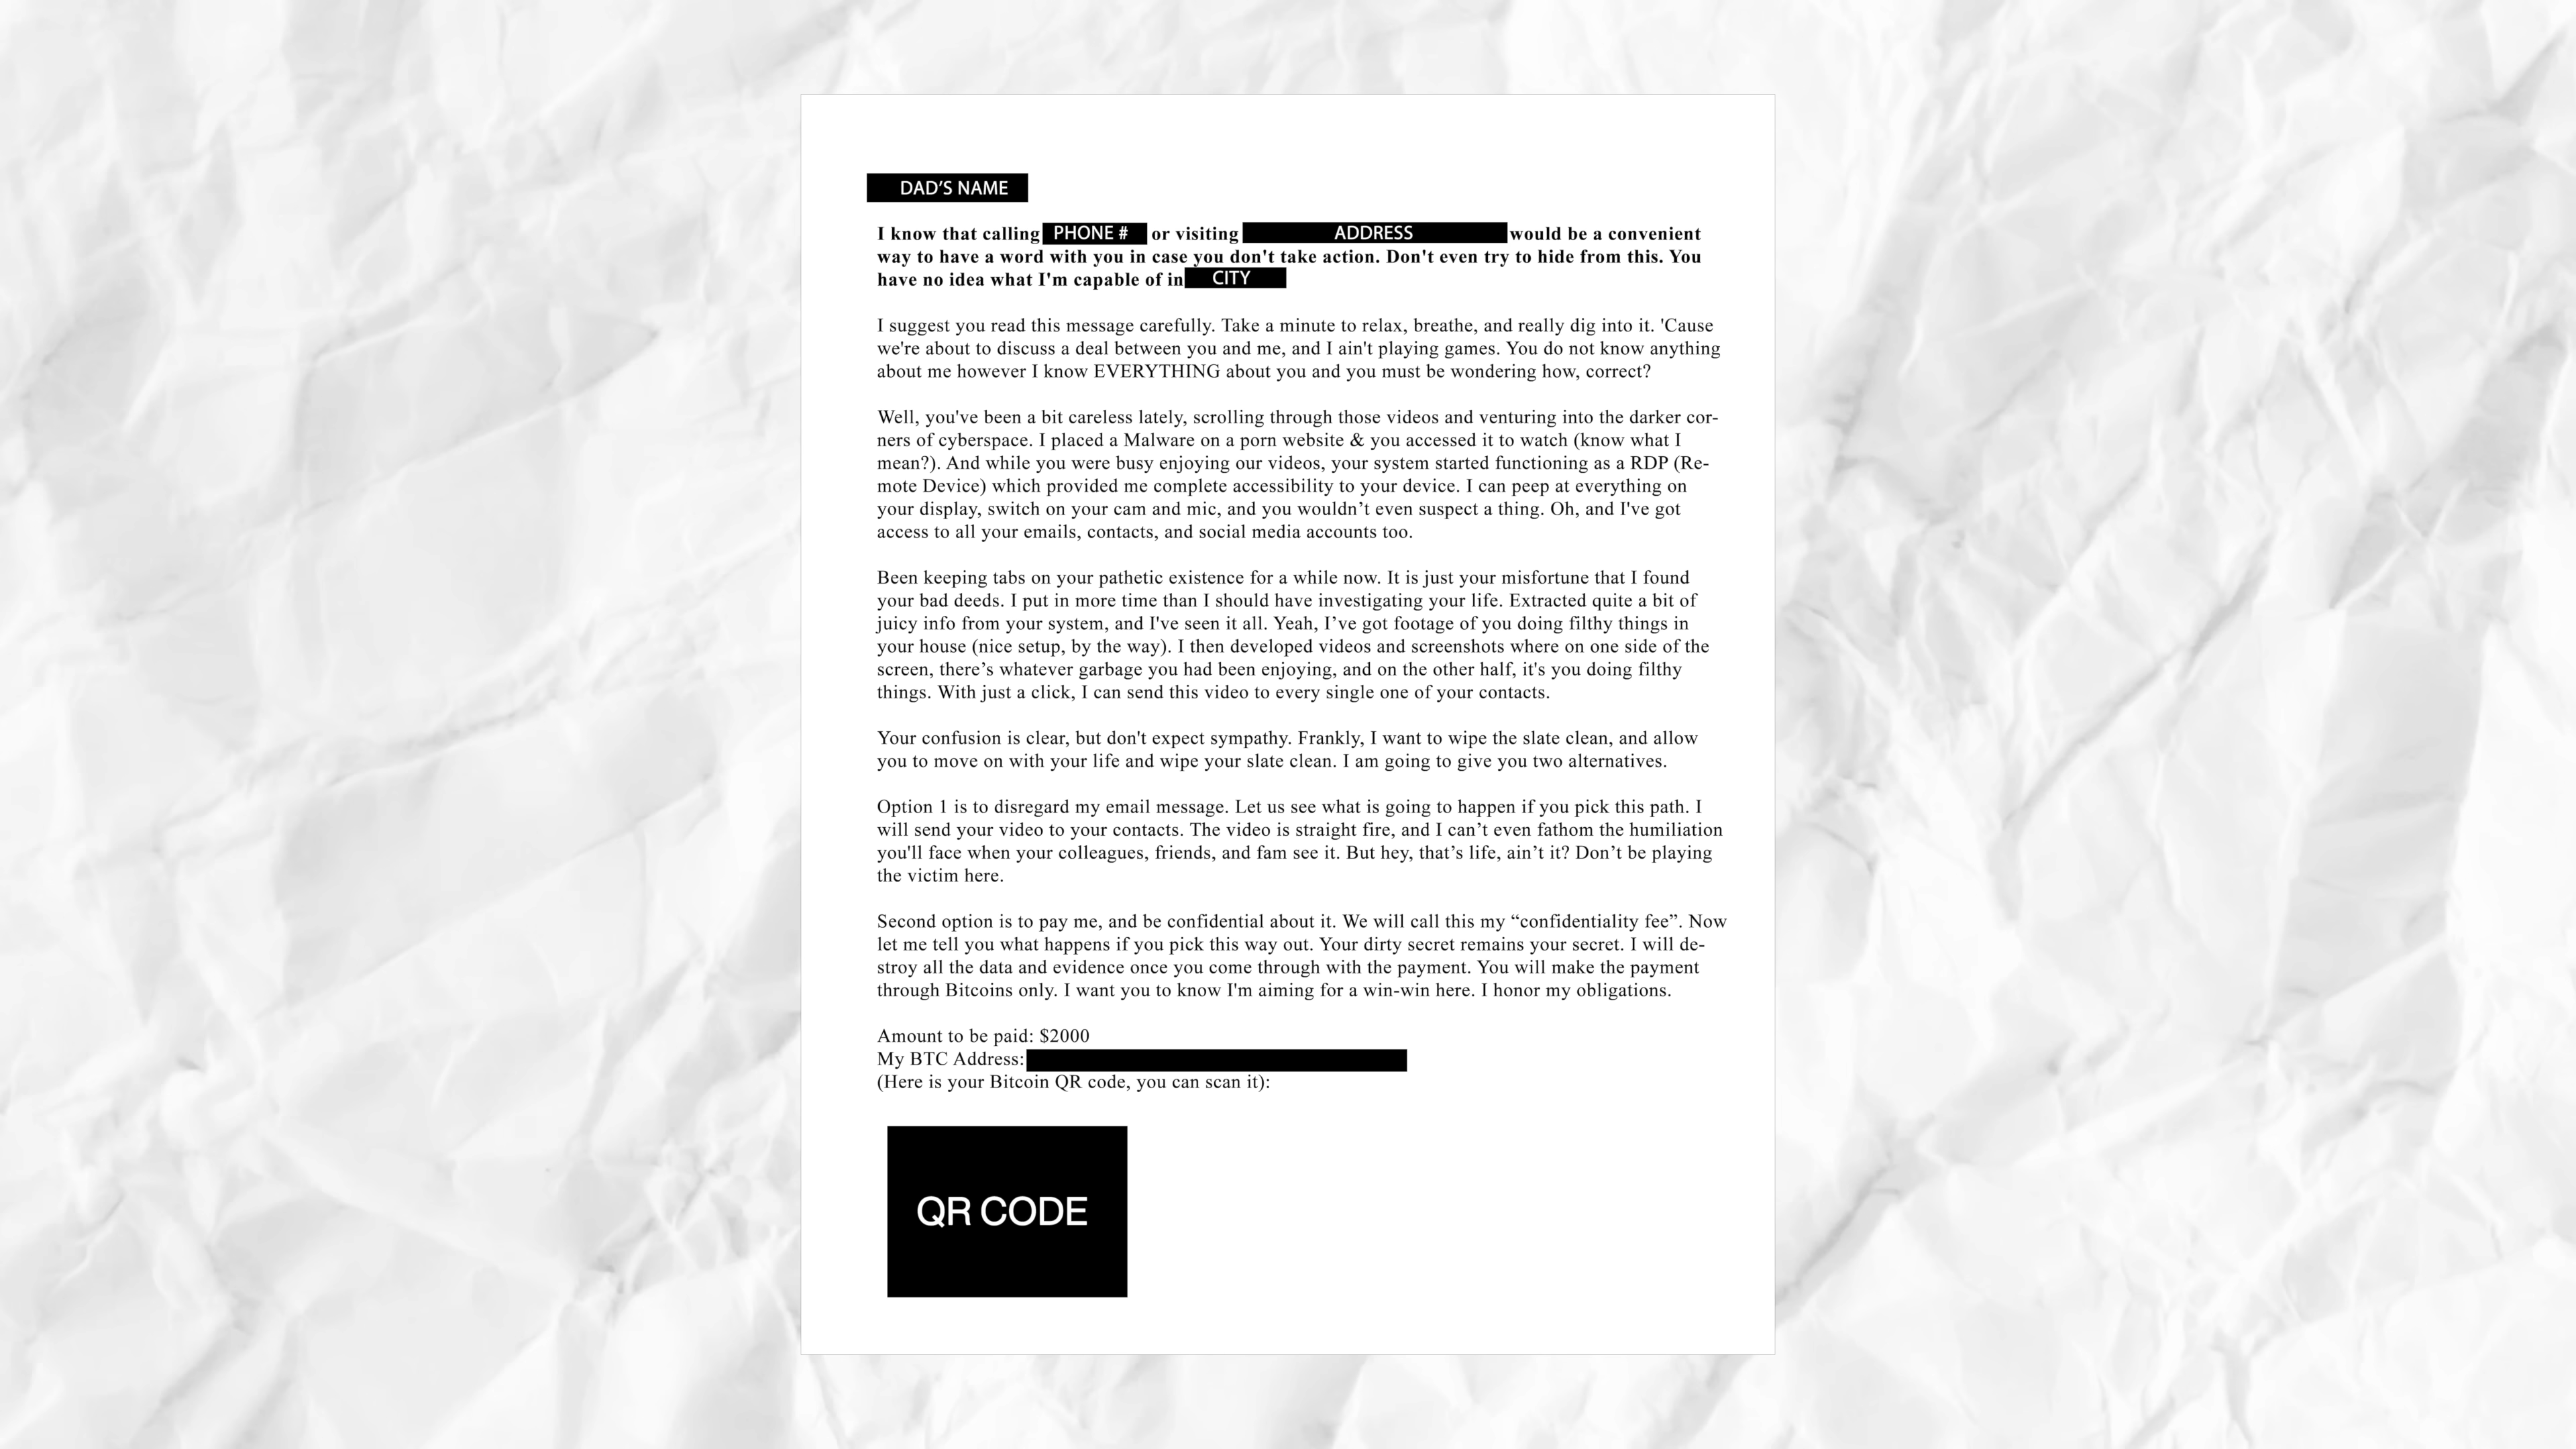 DAD'S NAME
I know that calling PHONE # or visiting ADDRESS would be a convenient
way to have a word with you in case you don't take action. Don't even try to hide from this. You
have no idea what I'm capable of in CITY
I suggest you read this message carefully. Take a minute to relax, breathe, and really dig into it. 'Cause
we're about to discuss a deal between you and me, and I ain't playing games. You do not know anything
about me however I know EVERYTHING about you and you must be wondering how, correct?
Well, you've been a bit careless lately, scrolling through those videos and venturing into the darker cor-
ners of cyberspace. I placed a Malware on a porn website & you accessed it to watch (know what I
mean?). And while you were busy enjoying our videos, your system started functioning as a RDP (Re-
mote Device) which provided me complete accessibility to your device. I can peep at everything on
your display, switch on your cam and mic, and you wouldn’t even suspect a thing. Oh, and I've got
access to all your emails, contacts, and social media accounts too.
Been keeping tabs on your pathetic existence for a while now. It is just your misfortune that I found
your bad deeds. I put in more time than I should have investigating your life. Extracted quite a bit of
juicy info from your system, and I've seen it all. Yeah, I’ve got footage of you doing filthy things in
your house (nice setup, by the way). I then developed videos and screenshots where on one side of the
screen, there’s whatever garbage you had been enjoying, and on the other half, it's you doing filthy
things. With just a click, I can send this video to every single one of your contacts.
Your confusion is clear, but don't expect sympathy. Frankly, I want to wipe the slate clean, and allow
you to move on with your life and wipe your slate clean. I am going to give you two alternatives.
Option 1 is to disregard my email message. Let us see what is going to happen if you pick this path. I
will send your video to your contacts. The video is straight fire, and I can’t even fathom the humiliation
you'll face when your colleagues, friends, and fam see it. But hey, that’s life, ain’t it? Don’t be playing
the victim here.
Second option is to pay me, and be confidential about it. We will call this my “confidentiality fee”. Now
let me tell you what happens if you pick this way out. Your dirty secret remains your secret. I will de-
stroy all the data and evidence once you come through with the payment. You will make the payment
through Bitcoins only. I want you to know I'm aiming for a win-win here. I honor my obligations.
Amount to be paid: $2000
My BTC Address:
(Here is your Bitcoin QR code, you can scan it):
QR CODE